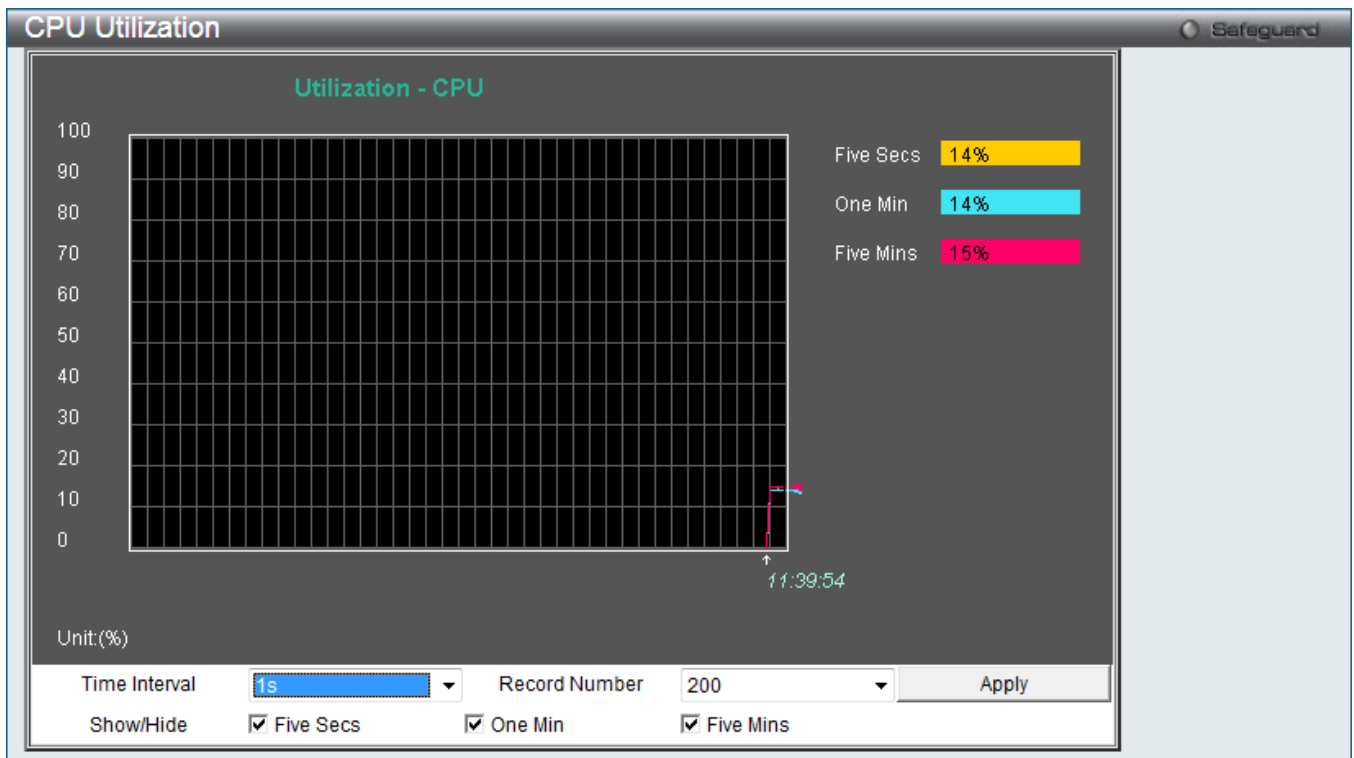 CPU Utilization
Safeguard
Utilization - CPU
100
90
80
70
60
50
40
30
20
10
0
Five Secs 14%
One Min 14%
Five Mins 15%
11:39:54
Unit:(%)
Time Interval 1s Record Number 200 Apply
Show/Hide Five Secs One Min Five Mins